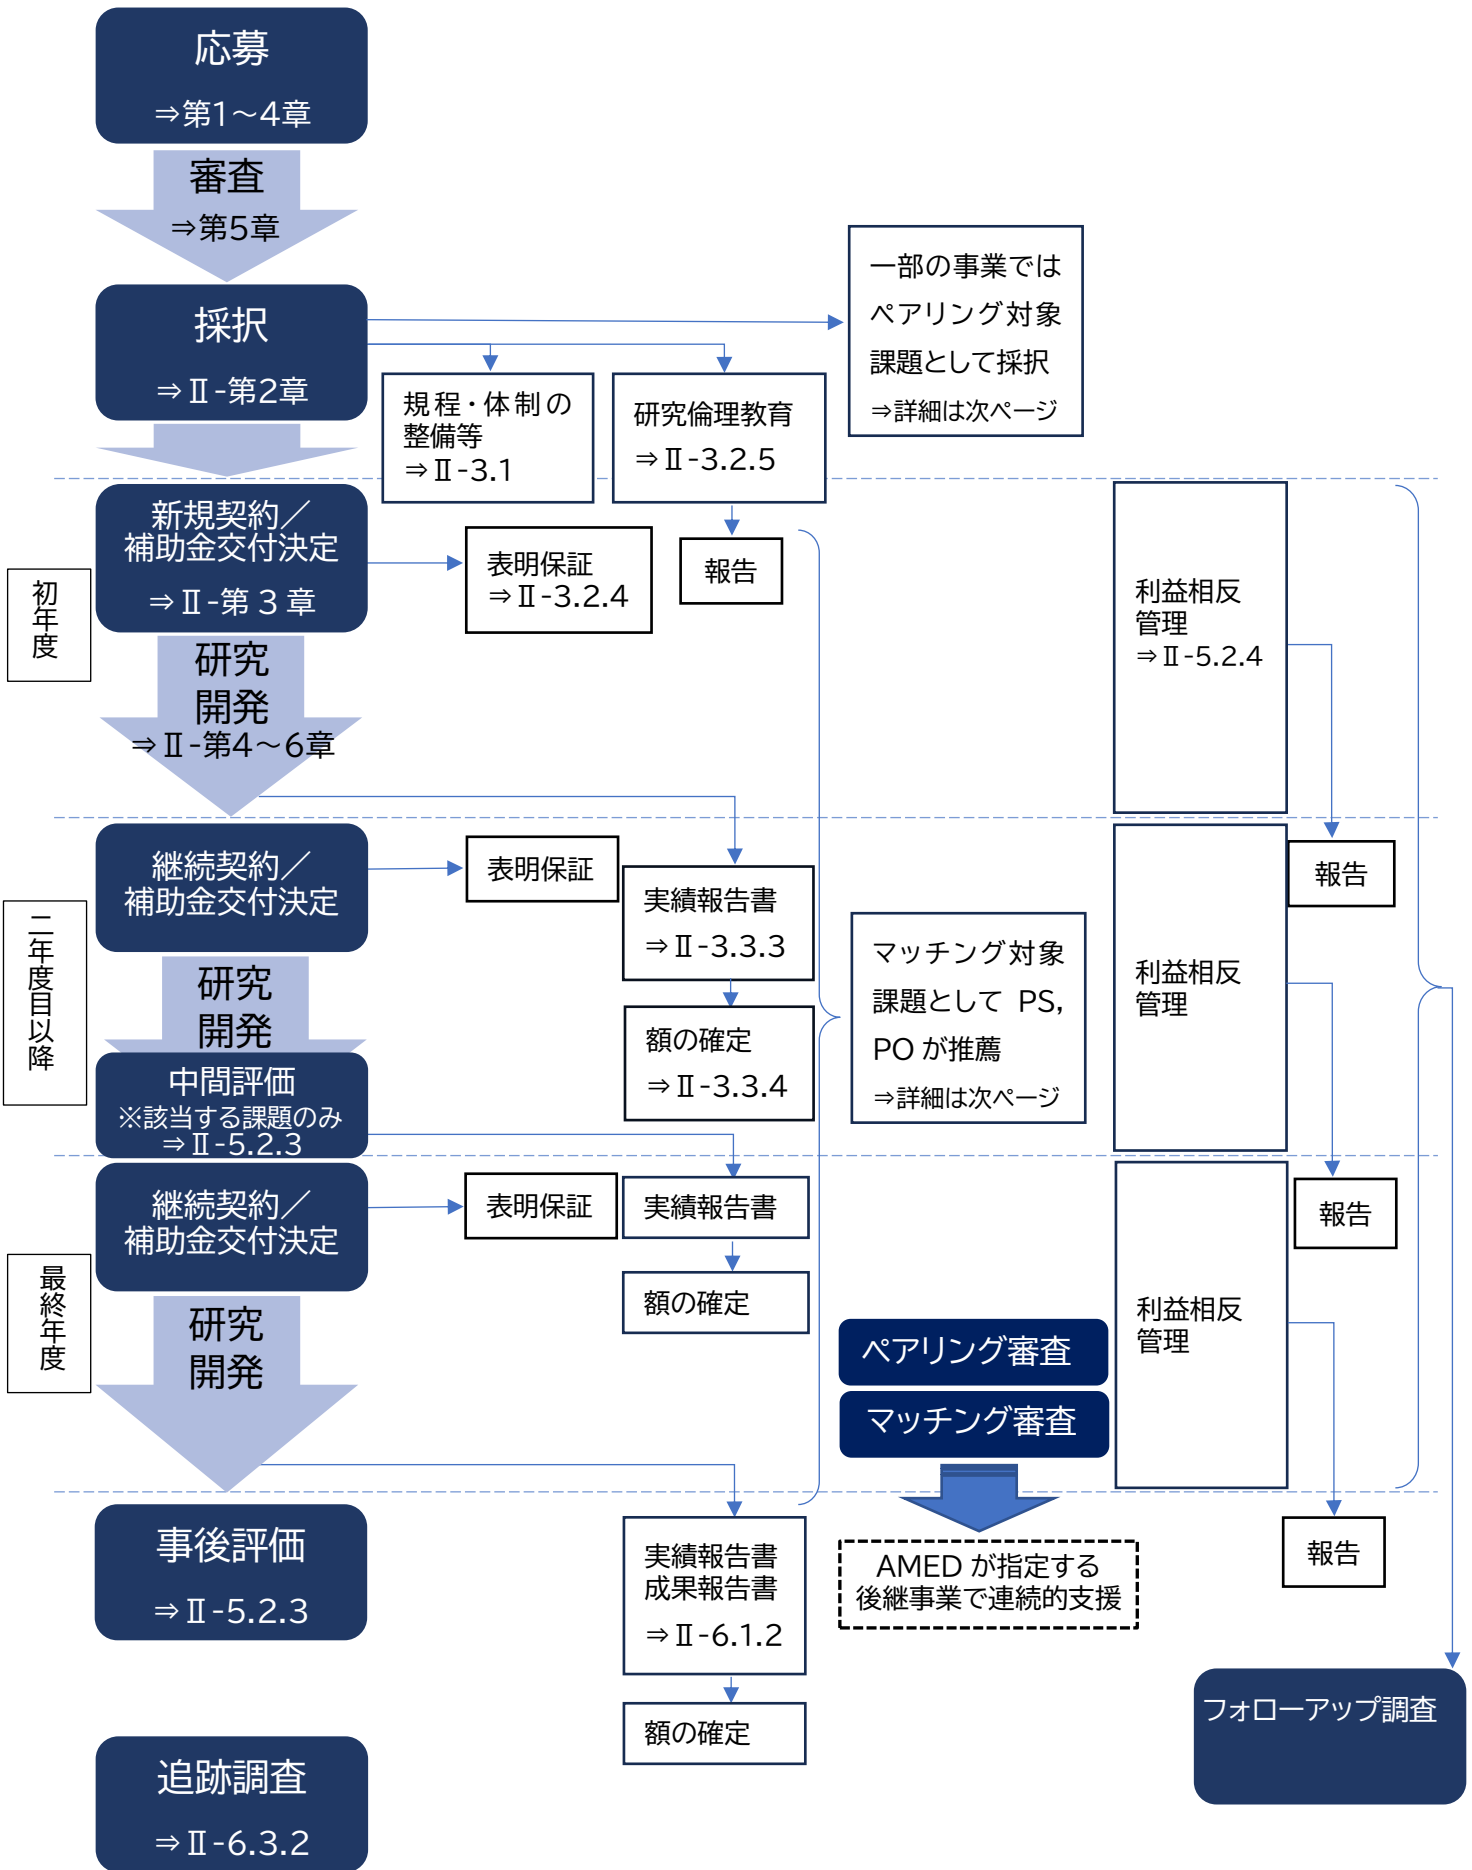 応募
⇒第1～4章
審査
⇒第5章
採択
⇒Ⅱ-第2章
一部の事業では
ペアリング対象
課題として採択
⇒詳細は次ページ
規程・体制の
整備等
⇒Ⅱ-3.1
研究倫理教育
⇒Ⅱ-3.2.5
報告
初年度
新規契約／
補助金交付決定
⇒Ⅱ-第3章
表明保証
⇒Ⅱ-3.2.4
利益相反
管理
⇒Ⅱ-5.2.4
研究
開発
⇒Ⅱ-第4～6章
二年度目以降
継続契約／
補助金交付決定
表明保証
実績報告書
⇒Ⅱ-3.3.3
額の確定
⇒Ⅱ-3.3.4
マッチング対象
課題として PS,
PO が推薦
⇒詳細は次ページ
利益相反
管理
報告
研究
開発
中間評価
※該当する課題のみ
⇒Ⅱ-5.2.3
最終年度
継続契約／
補助金交付決定
表明保証
実績報告書
額の確定
利益相反
管理
報告
研究
開発
ペアリング審査
マッチング審査
AMED が指定する
後継事業で連続的支援
事後評価
⇒Ⅱ-5.2.3
実績報告書
成果報告書
⇒Ⅱ-6.1.2
額の確定
報告
フォローアップ調査
追跡調査
⇒Ⅱ-6.3.2